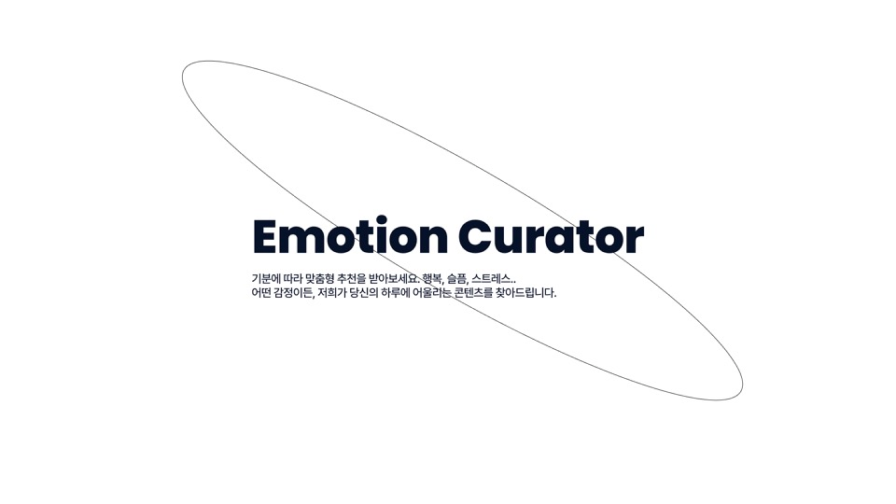 Emotion Curator
기분에 따라 맞춤형 추천을 받아보세요. 행복, 슬픔, 스트레스..
어떤 감정이든, 저희가 당신의 하루에 어울리는 콘텐츠를 찾아드립니다.